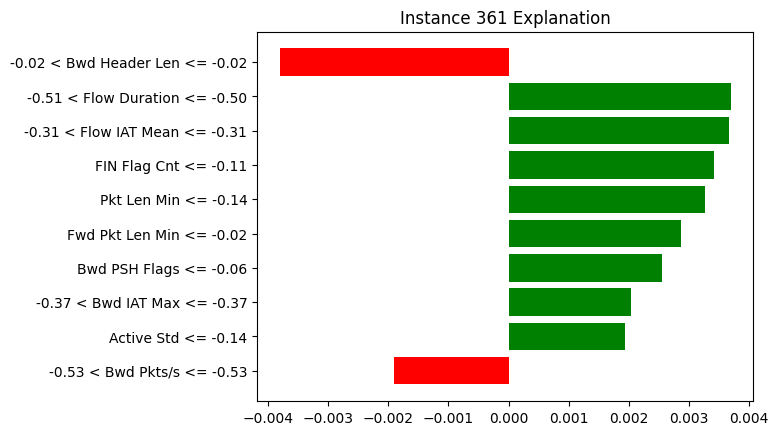 Instance 361 Explanation
-0.02 < Bwd Header Len <= -0.02
-0.51 < Flow Duration <= -0.50
-0.31 < Flow IAT Mean <= -0.31
FIN Flag Cnt <= -0.11
Pkt Len Min <= -0.14
Fwd Pkt Len Min <= -0.02
Bwd PSH Flags <= -0.06
-0.37 < Bwd IAT Max <= -0.37
Active Std <= -0.14
-0.53 < Bwd Pkts/s <= -0.53
−0.004 −0.003 −0.002 −0.001 0.000 0.001 0.002 0.003 0.004